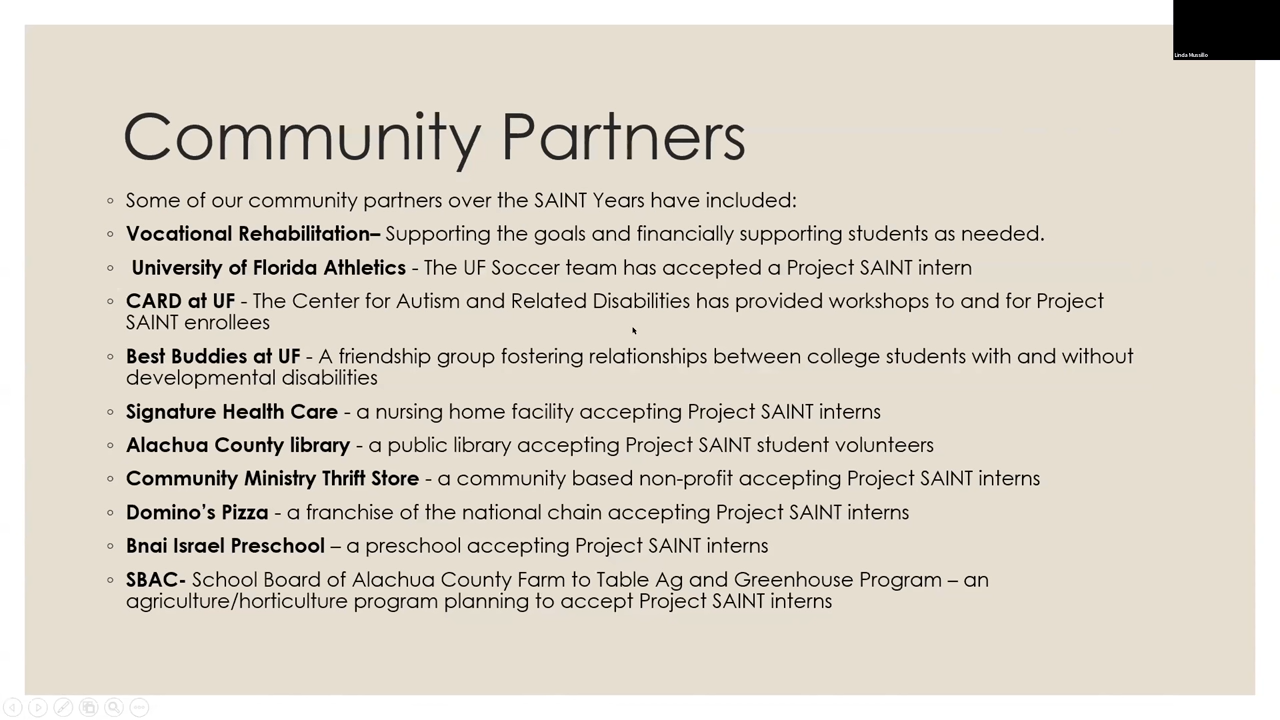 Linda Mussillo
Community Partners
◦ Some of our community partners over the SAINT Years have included:
◦ Vocational Rehabilitation– Supporting the goals and financially supporting students as needed.
◦ University of Florida Athletics - The UF Soccer team has accepted a Project SAINT intern
◦ CARD at UF - The Center for Autism and Related Disabilities has provided workshops to and for Project
SAINT enrollees
◦ Best Buddies at UF - A friendship group fostering relationships between college students with and without
developmental disabilities
◦ Signature Health Care - a nursing home facility accepting Project SAINT interns
◦ Alachua County library - a public library accepting Project SAINT student volunteers
◦ Community Ministry Thrift Store - a community based non-profit accepting Project SAINT interns
◦ Domino’s Pizza - a franchise of the national chain accepting Project SAINT interns
◦ Bnai Israel Preschool – a preschool accepting Project SAINT interns
◦ SBAC- School Board of Alachua County Farm to Table Ag and Greenhouse Program – an
agriculture/horticulture program planning to accept Project SAINT interns